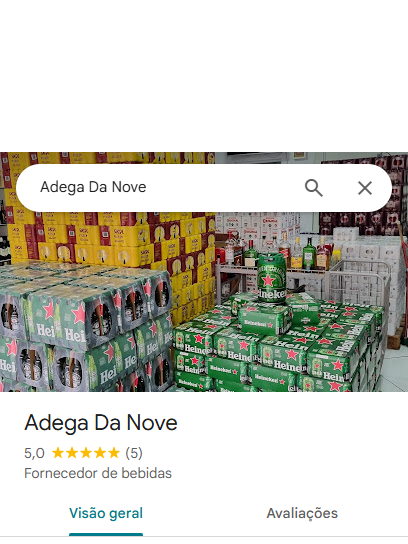 Adega Da Nove
Heineken
Heineken
Heineken
Adega Da Nove
5,0 ★★★★★ (5)
Fornecedor de bebidas
Visão geral Avaliações